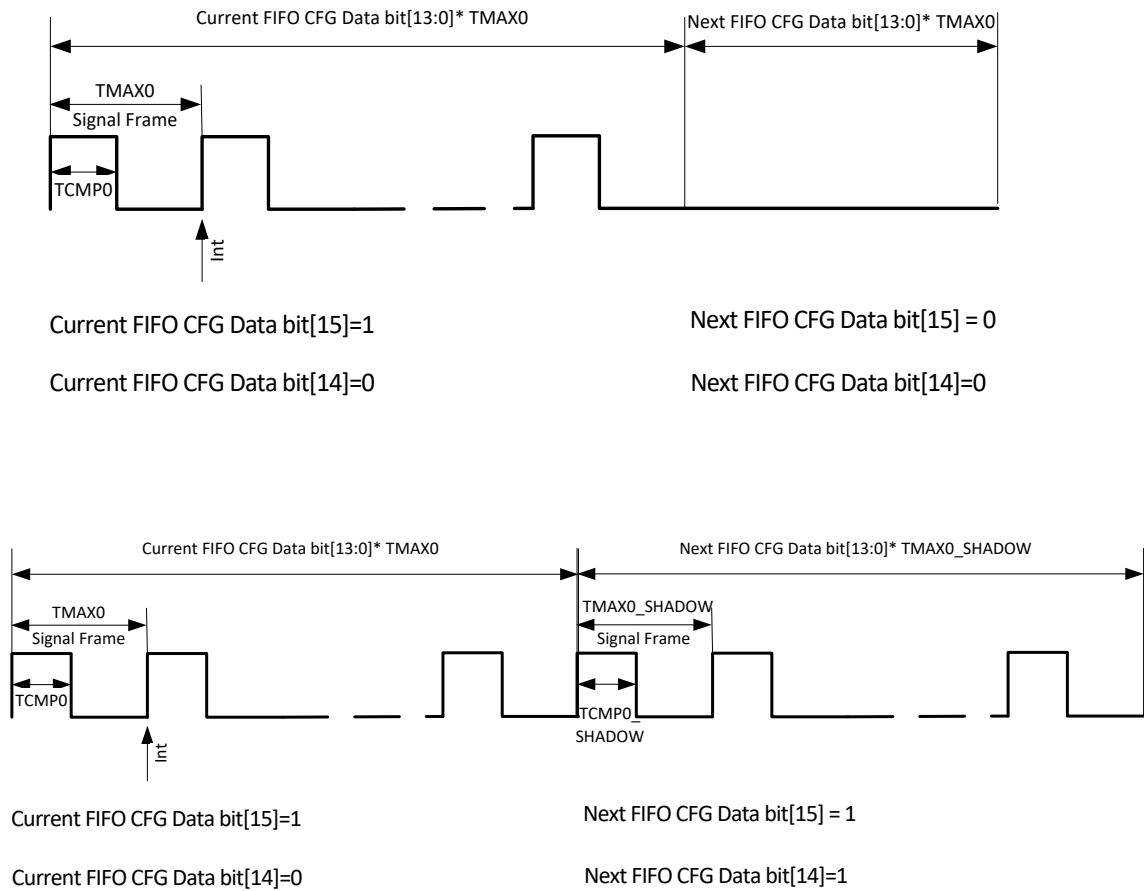 Current FIFO CFG Data bit[13:0]* TMAX0
Next FIFO CFG Data bit[13:0]* TMAX0
TMAX0
Signal Frame
TCMP0
Int
Current FIFO CFG Data bit[15]=1
Next FIFO CFG Data bit[15] = 0
Current FIFO CFG Data bit[14]=0
Next FIFO CFG Data bit[14]=0
Current FIFO CFG Data bit[13:0]* TMAX0
Next FIFO CFG Data bit[13:0]* TMAX0_SHADOW
TMAX0
Signal Frame
TMAX0_SHADOW
Signal Frame
TCMP0
TCMP0_
SHADOW
Int
Current FIFO CFG Data bit[15]=1
Next FIFO CFG Data bit[15] = 1
Current FIFO CFG Data bit[14]=0
Next FIFO CFG Data bit[14]=1